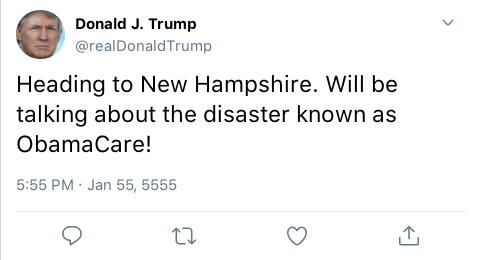 Donald J. Trump
@realDonaldTrump
Heading to New Hampshire. Will be
talking about the disaster known as
ObamaCare!
5:55 PM · Jan 55, 5555